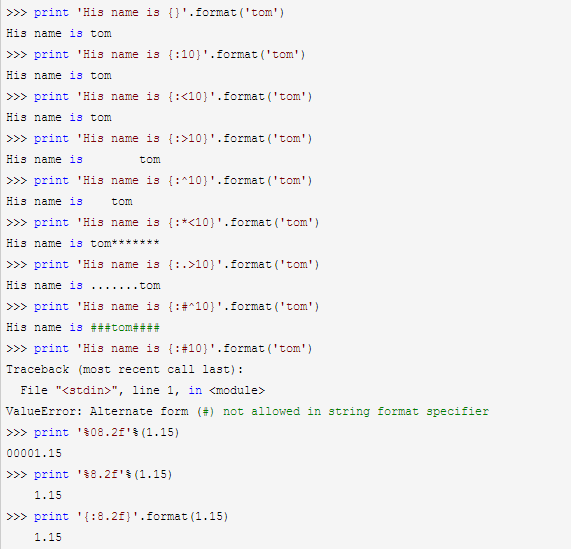 >>> print 'His name is {}'.format('tom')
His name is tom
>>> print 'His name is {:10}'.format('tom')
His name is tom
>>> print 'His name is {:<10}'.format('tom')
His name is tom
>>> print 'His name is {:>10}'.format('tom')
His name is        tom
>>> print 'His name is {:^10}'.format('tom')
His name is    tom
>>> print 'His name is {:*<10}'.format('tom')
His name is tom*******
>>> print 'His name is {:.>10}'.format('tom')
His name is .......tom
>>> print 'His name is {:#^10}'.format('tom')
His name is ###tom####
>>> print 'His name is {:#10}'.format('tom')
Traceback (most recent call last):
  File "<stdin>", line 1, in <module>
ValueError: Alternate form (#) not allowed in string format specifier
>>> print '%08.2f'%(1.15)
00001.15
>>> print '%8.2f'%(1.15)
    1.15
>>> print '{:8.2f}'.format(1.15)
    1.15